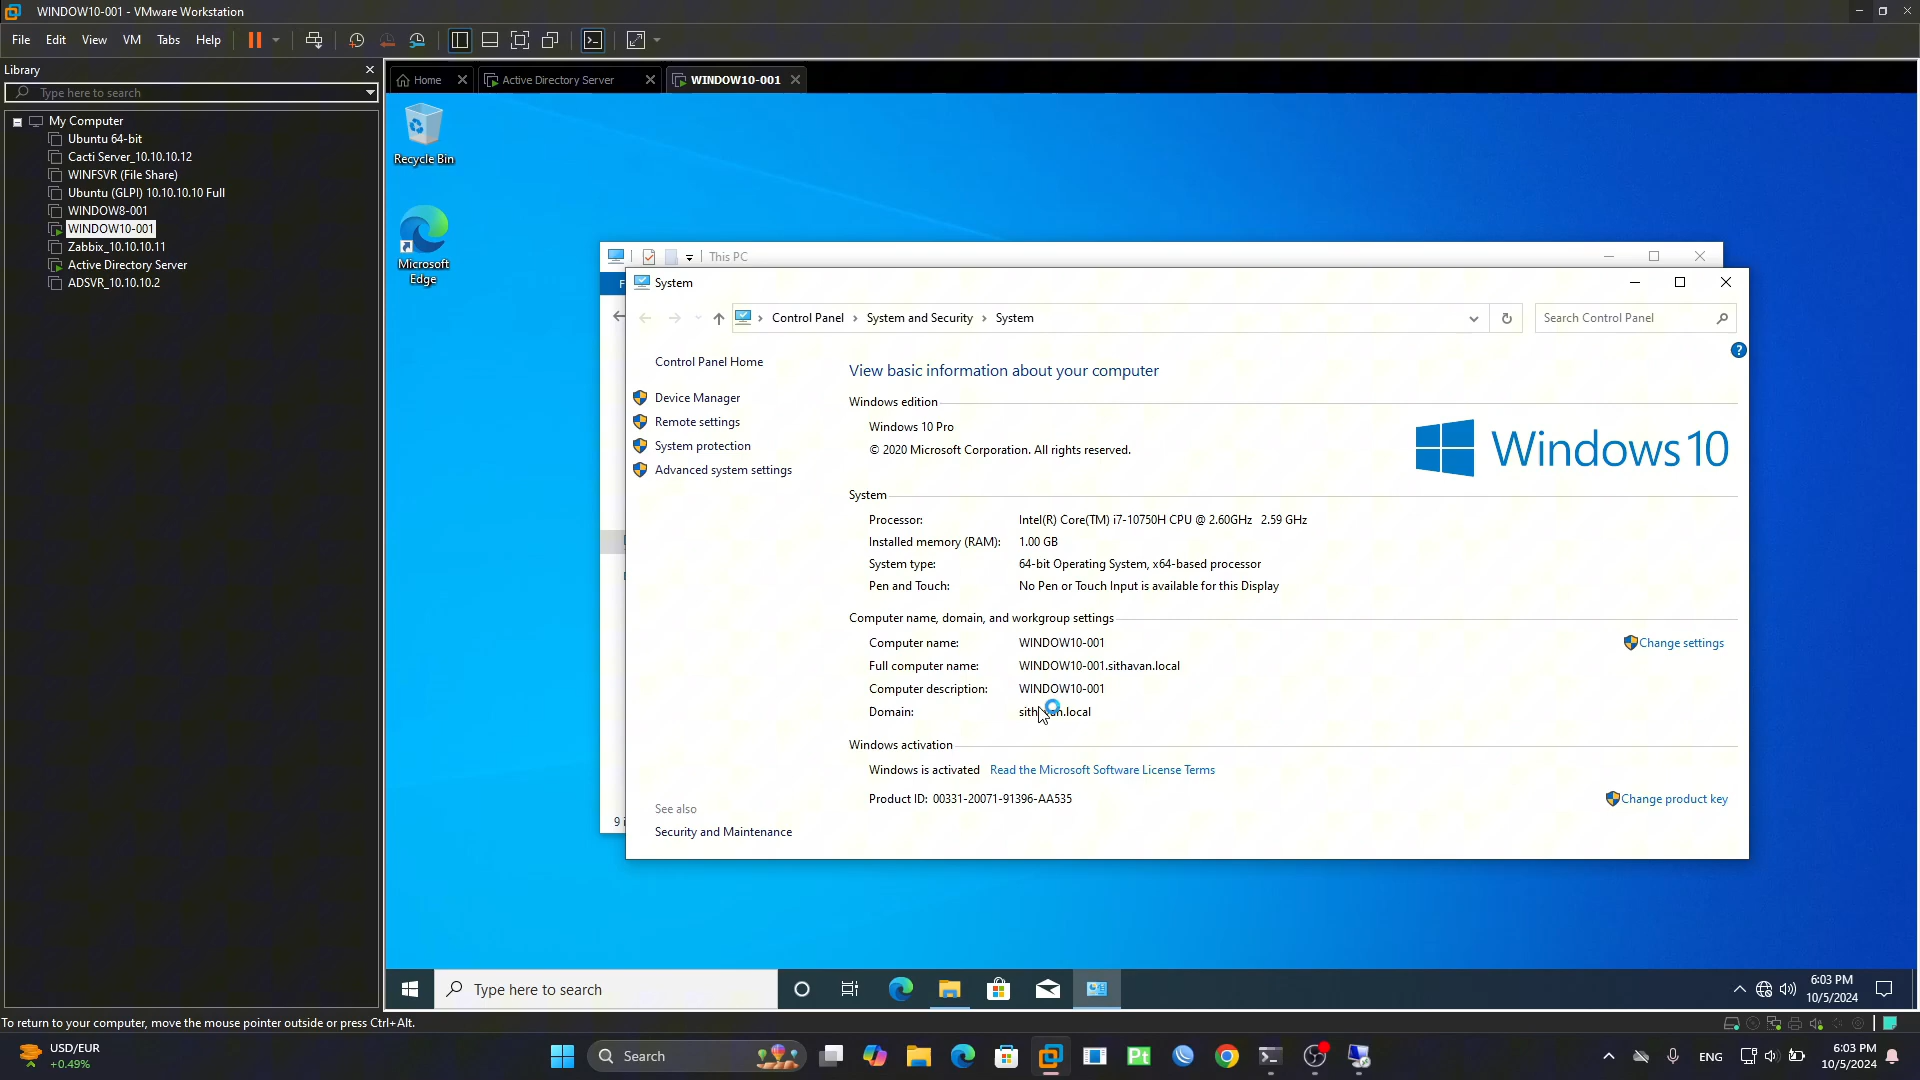 WINDOW10-001 - VMware Workstation
File Edit View VM Tabs Help
Library
Type here to search
My Computer
Ubuntu 64-bit
Cacti Server_10.10.10.12
WINFSVR (File Share)
Ubuntu (GLPI) 10.10.10.10 Full
WINDOW8-001
WINDOW10-001
Zabbix_10.10.10.11
Active Directory Server
ADSVR_10.10.10.2
Home
Active Directory Server
WINDOW10-001
Recycle Bin
Microsoft
Edge
This PC
System
Control Panel
System and Security
System
Search Control Panel
Control Panel Home
Device Manager
Remote settings
System protection
Advanced system settings
See also
Security and Maintenance
View basic information about your computer
Windows edition
Windows 10 Pro
© 2020 Microsoft Corporation. All rights reserved.
Windows 10
System
Processor: Intel(R) Core(TM) i7-10750H CPU @ 2.60GHz 2.59 GHz
Installed memory (RAM): 1.00 GB
System type: 64-bit Operating System, x64-based processor
Pen and Touch: No Pen or Touch Input is available for this Display
Computer name, domain, and workgroup settings
Computer name: WINDOW10-001
Change settings
Full computer name: WINDOW10-001.sithavan.local
Computer description: WINDOW10-001
Domain:
Windows activation
Windows is activated Read the Microsoft Software License Terms
Product ID: 00331-20071-91396-AA535
Change product key
Type here to search
6:03 PM
10/5/2024
To return to your computer, move the mouse pointer outside or press Ctrl+Alt.
USD/EUR
+0.49%
Search
Pt
ENG
6:03 PM
10/5/2024